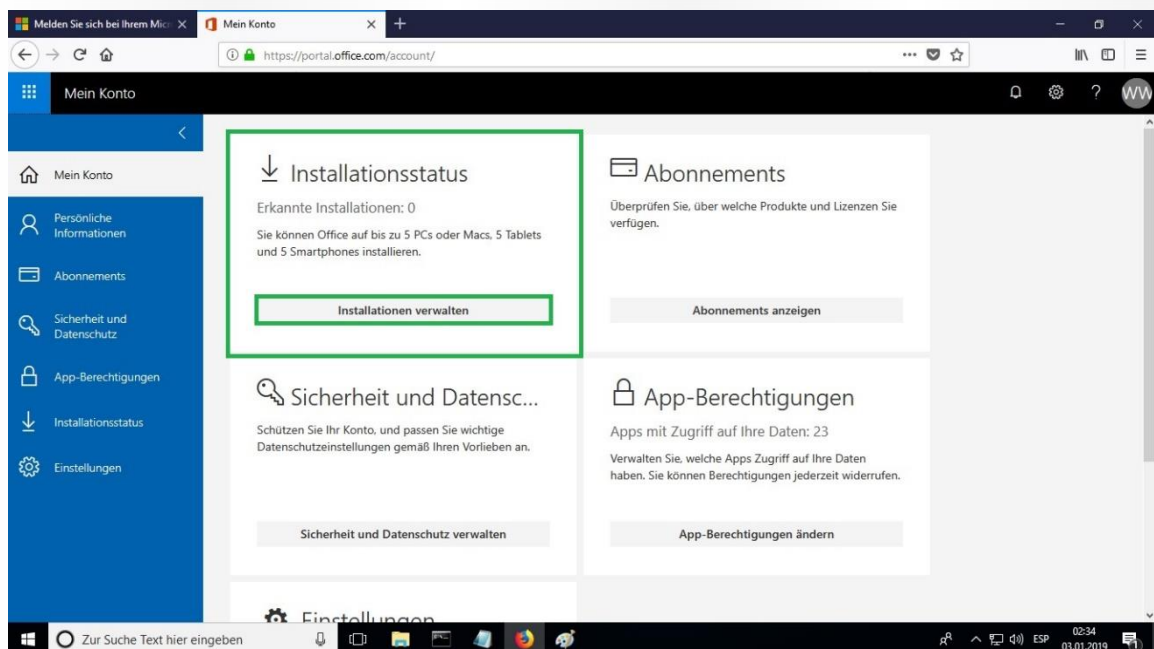 Melden Sie sich bei Ihrem Micr
Mein Konto
https://portal.office.com/account/
Mein Konto
WW
Mein Konto
Persönliche
Informationen
Abonnements
Sicherheit und
Datenschutz
App-Berechtigungen
Installationsstatus
Einstellungen
Installationsstatus
Erkannte Installationen: 0
Sie können Office auf bis zu 5 PCs oder Macs, 5 Tablets
und 5 Smartphones installieren.
Installationen verwalten
Abonnements
Überprüfen Sie, über welche Produkte und Lizenzen Sie
verfügen.
Abonnements anzeigen
Sicherheit und Datensc...
Schützen Sie Ihr Konto, und passen Sie wichtige
Datenschutzeinstellungen gemäß Ihren Vorlieben an.
Sicherheit und Datenschutz verwalten
App-Berechtigungen
Apps mit Zugriff auf Ihre Daten: 23
Verwalten Sie, welche Apps Zugriff auf Ihre Daten
haben. Sie können Berechtigungen jederzeit widerrufen.
App-Berechtigungen ändern
Einstellungen
Zur Suche Text hier eingeben
ESP
02:34
03.01.2019